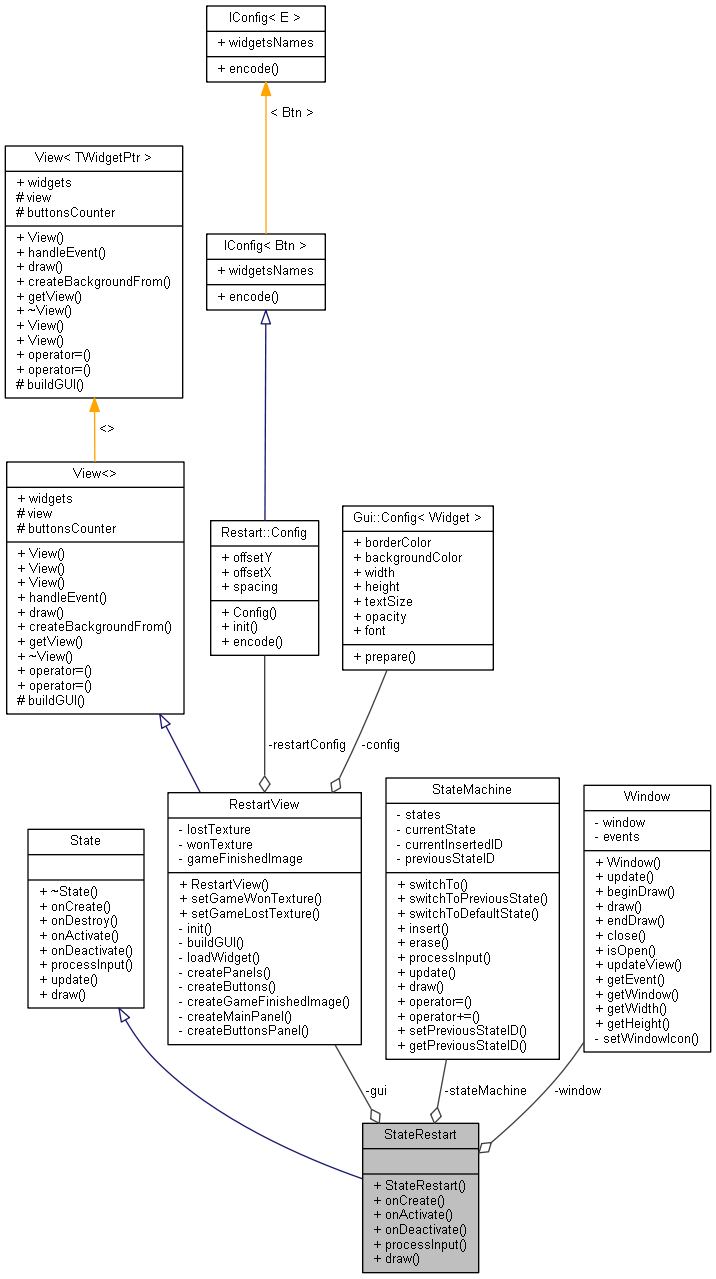 IConfig< E >
+ widgetsNames
+ encode()
< Btn >
View< TWidgetPtr >
+ widgets
# view
# buttonsCounter
+ View()
+ handleEvent()
+ draw()
+ createBackgroundFrom()
+ getView()
+ ~View()
+ View()
+ View()
+ operator=()
+ operator=()
# buildGUI()
IConfig< Btn >
+ widgetsNames
+ encode()
<>
View<>
+ widgets
# view
# buttonsCounter
+ View()
+ View()
+ View()
+ handleEvent()
+ draw()
+ createBackgroundFrom()
+ getView()
+ ~View()
+ operator=()
+ operator=()
# buildGUI()
Restart::Config
+ offsetY
+ offsetX
+ spacing
+ Config()
+ init()
+ encode()
Gui::Config< Widget >
+ borderColor
+ backgroundColor
+ width
+ height
+ textSize
+ opacity
+ font
+ prepare()
-restartConfig
-config
State
+ ~State()
+ onCreate()
+ onDestroy()
+ onActivate()
+ onDeactivate()
+ processInput()
+ update()
+ draw()
RestartView
- lostTexture
- wonTexture
- gameFinishedImage
+ RestartView()
+ setGameWonTexture()
+ setGameLostTexture()
- init()
- buildGUI()
- loadWidget()
- createPanels()
- createButtons()
- createGameFinishedImage()
- createMainPanel()
- createButtonsPanel()
StateMachine
- states
- currentState
- currentInsertedID
- previousStateID
+ switchTo()
+ switchToPreviousState()
+ switchToDefaultState()
+ insert()
+ erase()
+ processInput()
+ update()
+ draw()
+ operator=()
+ operator+=()
+ setPreviousStateID()
+ getPreviousStateID()
Window
- window
- events
+ Window()
+ update()
+ beginDraw()
+ draw()
+ endDraw()
+ close()
+ isOpen()
+ updateView()
+ getEvent()
+ getWindow()
+ getWidth()
+ getHeight()
- setWindowIcon()
-gui
-stateMachine
-window
StateRestart
+ StateRestart()
+ onCreate()
+ onActivate()
+ onDeactivate()
+ processInput()
+ draw()